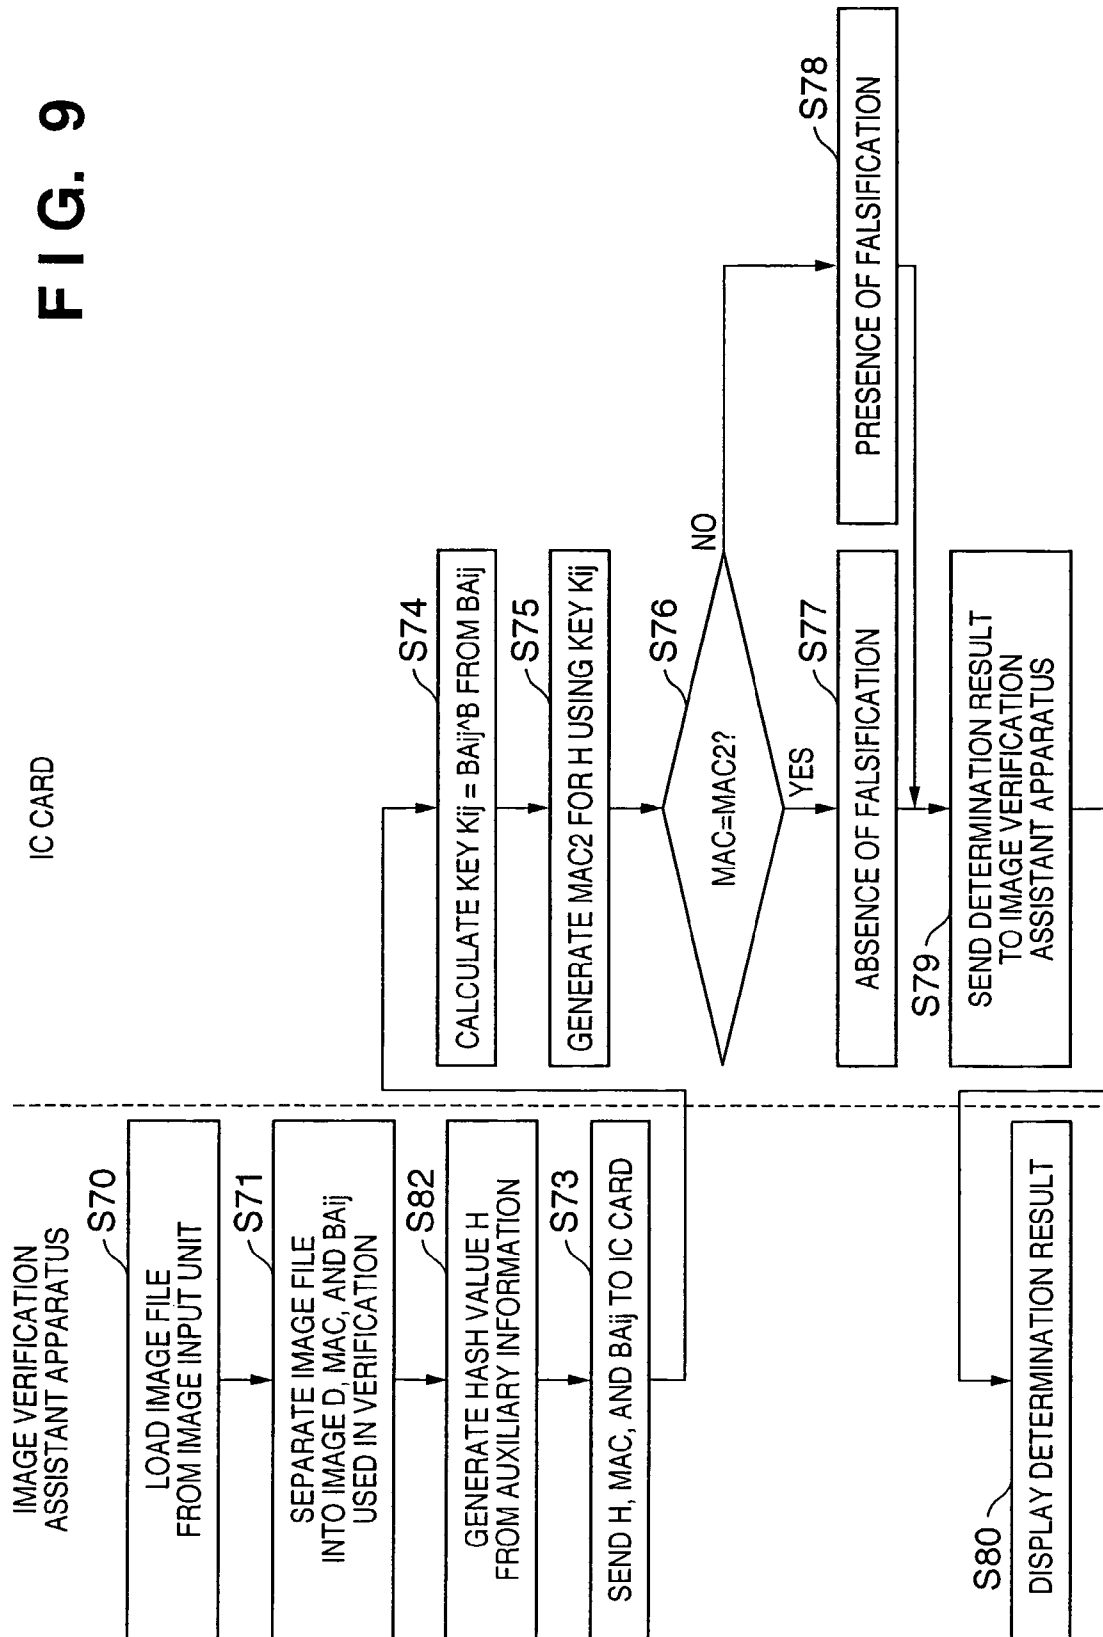 FIG. 9
IMAGE VERIFICATION
ASSISTANT APPARATUS
IC CARD
S70
LOAD IMAGE FILE
FROM IMAGE INPUT UNIT
S71
SEPARATE IMAGE FILE
INTO IMAGE D, MAC, AND BAij
USED IN VERIFICATION
S82
GENERATE HASH VALUE H
FROM AUXILIARY INFORMATION
S73
SEND H, MAC, AND BAij TO IC CARD
S74
CALCULATE KEY Kij = BAij^B FROM BAij
S75
GENERATE MAC2 FOR H USING KEY Kij
S76
MAC=MAC2?
NO
YES
S77
ABSENCE OF FALSIFICATION
S78
PRESENCE OF FALSIFICATION
S79
SEND DETERMINATION RESULT
TO IMAGE VERIFICATION
ASSISTANT APPARATUS
S80
DISPLAY DETERMINATION RESULT